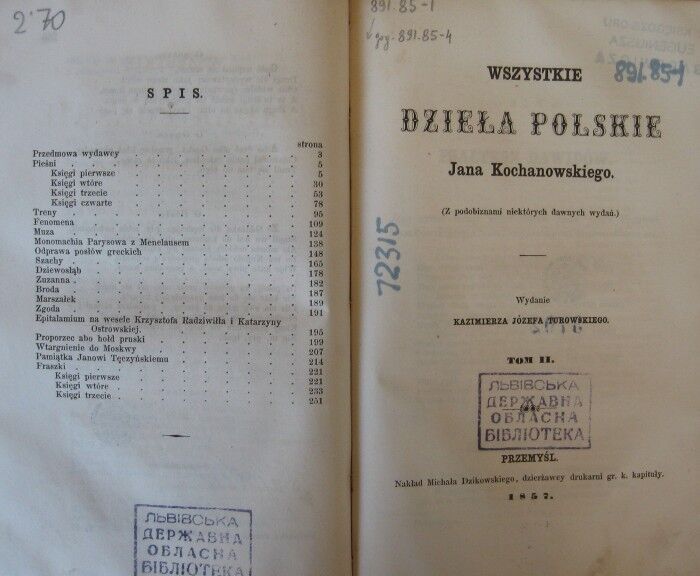 2.70
S P I S.
strona
Przedmowa wydawcy 3
Pieśni 5
Księgi pierwsze 5
Księgi wtóre 30
Księgi trzecie 53
Księgi czwarte 78
Treny 95
Fenomena 109
Muza 124
Monomachia Parysowa z Menelausem 138
Odprawa posłów greckich 148
Szachy 165
Dziewosłąb 178
Zuzanna 182
Broda 187
Marszałek 189
Zgoda 191
Epitalamium na wesele Krzysztofa Radziwiłła i Katarzyny
Ostrowskiej. 195
Proporzec abo hołd pruski 199
Wtargnienie do Moskwy 207
Pamiątka Janowi Tęczyńskiemu 214
Fraszki 221
Księgi pierwsze 221
Księgi wtóre 233
Księgi trzecie 251
ЛЬВІВСЬКА
ДЕРЖАВНА
ОБЛАСНА
БІБЛІОТЕКА
891.85-1
891.85-4
891.85-1
WSZYSTKIE
DZIEŁA POLSKIE
Jana Kochanowskiego.
(Z podobiznami niektórych dawnych wydań.)
72315
Wydanie
KAZIMIERZA JÓZEFA TUROWSKIEGO.
TOM II.
ЛЬВІВСЬКА
ДЕРЖАВНА
ОБЛАСНА
БІБЛІОТЕКА
PRZEMYŚL.
Nakład Michała Dzikowskiego, dzierżawcy drukarni gr. k. kapituły.
1857.